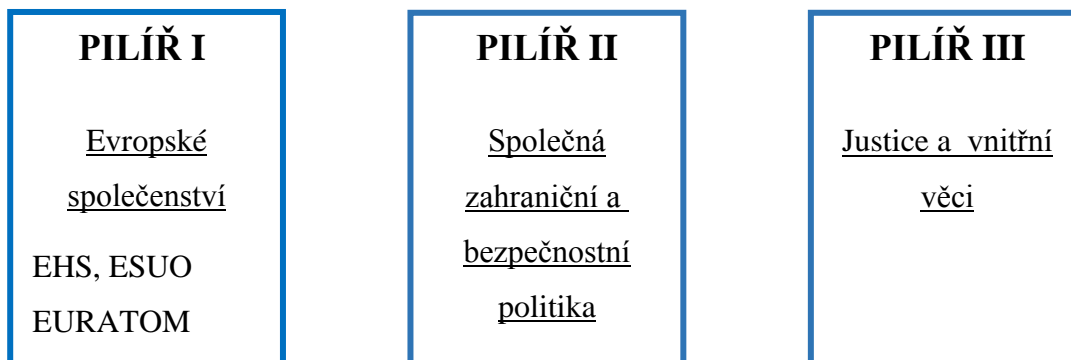 PILÍŘ I
Evropské
společenství
EHS, ESUO
EURATOM
PILÍŘ II
Společná
zahraniční a
bezpečnostní
politika
PILÍŘ III
Justice a vnitřní
věci